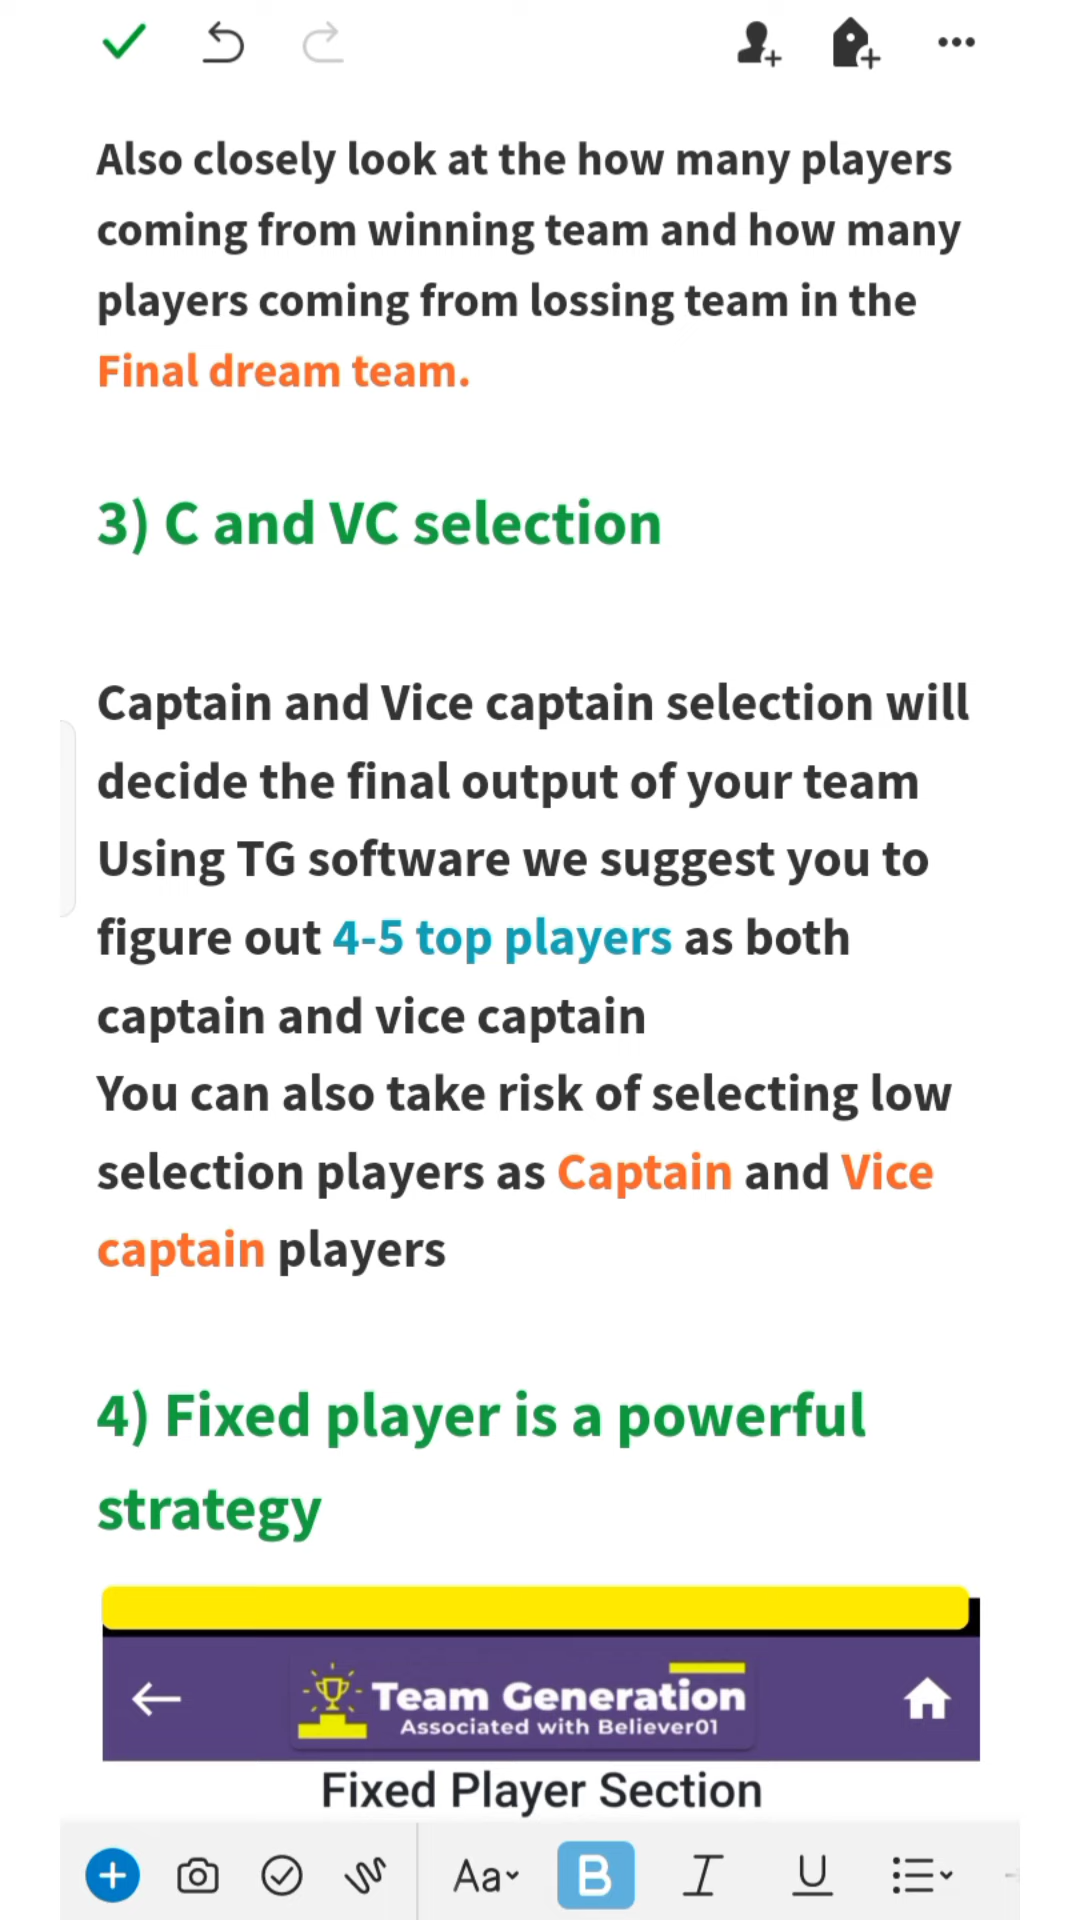 Also closely look at the how many players
coming from winning team and how many
players coming from lossing team in the
Final dream team.
3) C and VC selection
Captain and Vice captain selection will
decide the final output of your team
Using TG software we suggest you to
figure out 4-5 top players as both
captain and vice captain
You can also take risk of selecting low
selection players as Captain and Vice
captain players
4) Fixed player is a powerful
strategy
Team Generation
Associated with Believer01
Fixed Player Section
Aa B I U